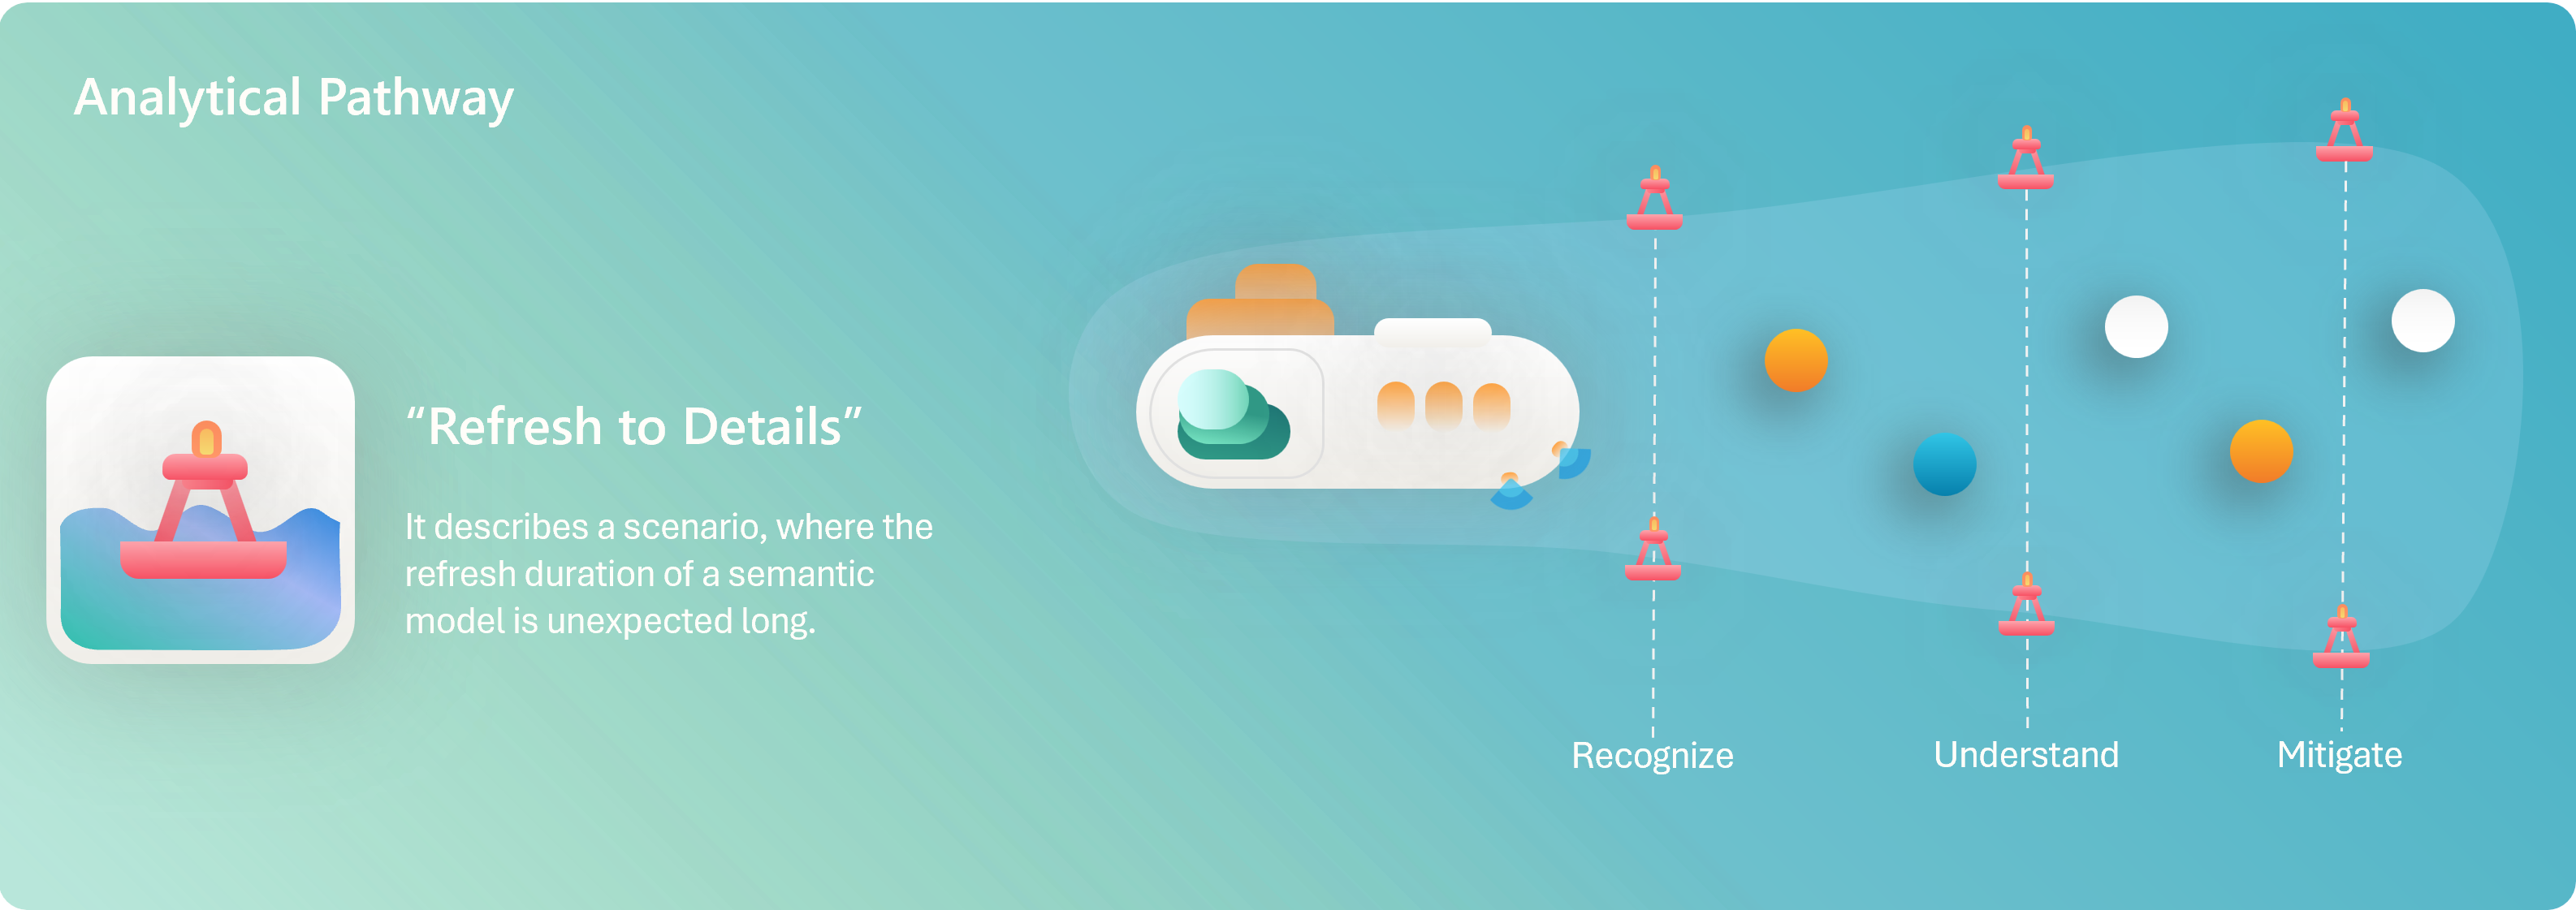 Analytical Pathway
“Refresh to Details”
It describes a scenario, where the
refresh duration of a semantic
model is unexpected long.
Recognize
Understand
Mitigate